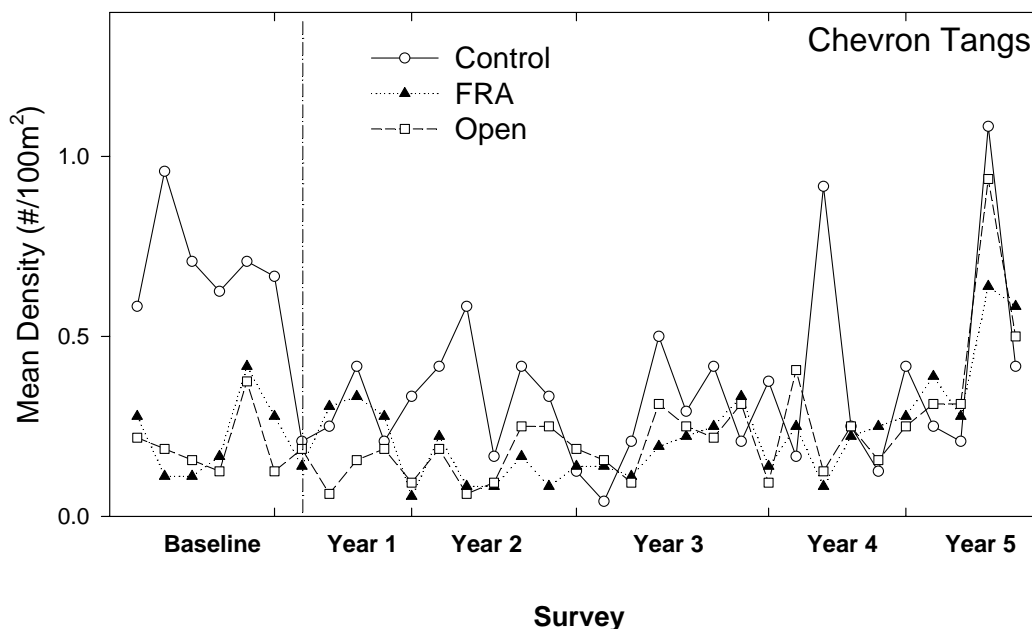 Chevron Tangs
Control
FRA
Open
Mean Density (#/100m²)
1.0
0.5
0.0
Baseline Year 1 Year 2 Year 3 Year 4 Year 5
Survey